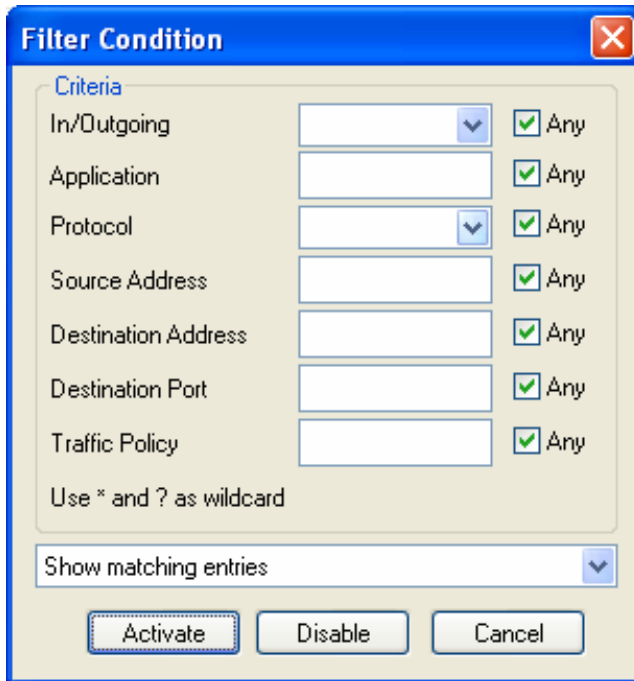 Filter Condition
Criteria
In/Outgoing Any
Application Any
Protocol Any
Source Address Any
Destination Address Any
Destination Port Any
Traffic Policy Any
Use * and ? as wildcard
Show matching entries
Activate Disable Cancel